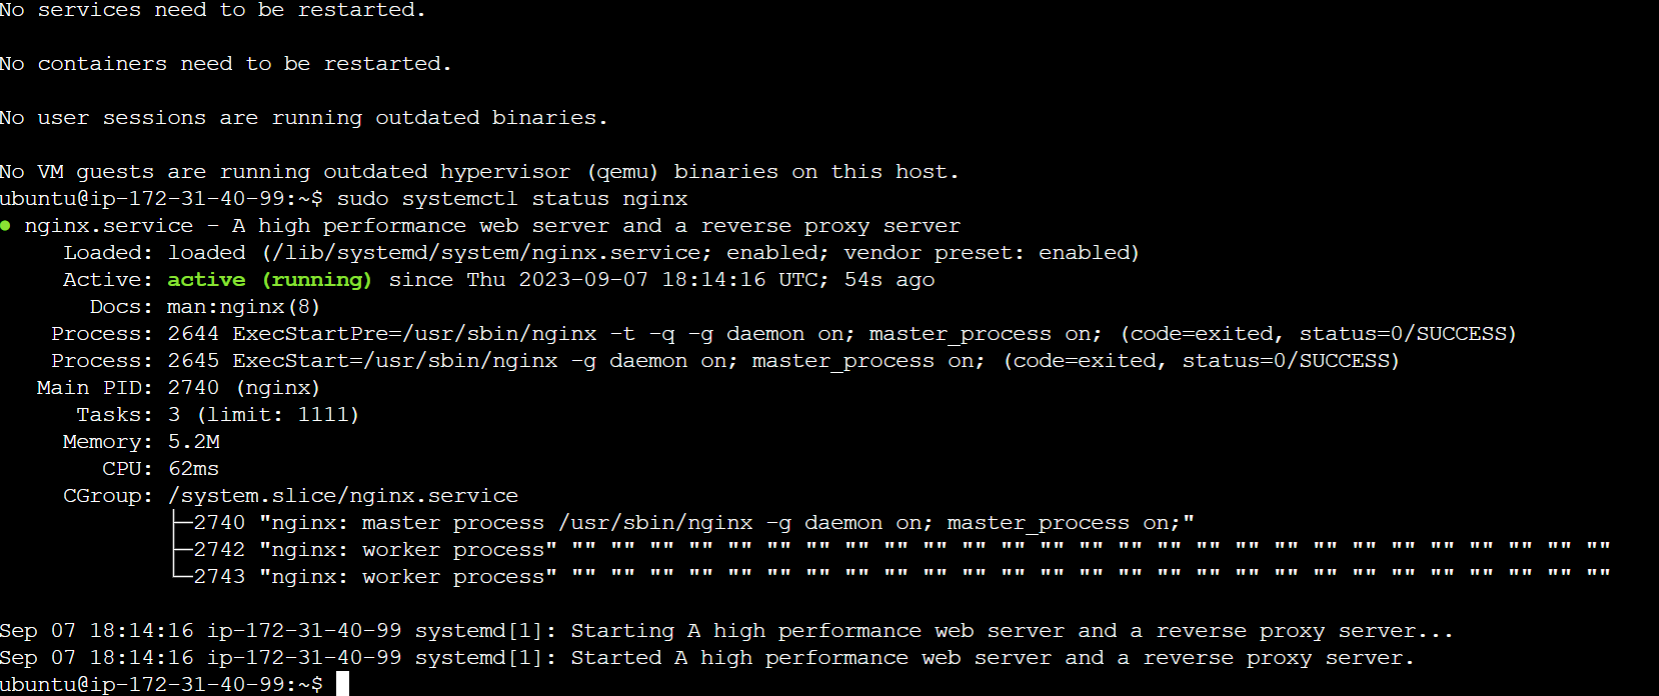 No services need to be restarted.
No containers need to be restarted.
No user sessions are running outdated binaries.
No VM guests are running outdated hypervisor (qemu) binaries on this host.
ubuntu@ip-172-31-40-99:~$ sudo systemctl status nginx
● nginx.service - A high performance web server and a reverse proxy server
Loaded: loaded (/lib/systemd/system/nginx.service; enabled; vendor preset: enabled)
Active: active (running) since Thu 2023-09-07 18:14:16 UTC; 54s ago
Docs: man:nginx(8)
Process: 2644 ExecStartPre=/usr/sbin/nginx -t -q -g daemon on; master_process on; (code=exited, status=0/SUCCESS)
Process: 2645 ExecStart=/usr/sbin/nginx -g daemon on; master_process on; (code=exited, status=0/SUCCESS)
Main PID: 2740 (nginx)
Tasks: 3 (limit: 1111)
Memory: 5.2M
CPU: 62ms
CGroup: /system.slice/nginx.service
├─2740 "nginx: master process /usr/sbin/nginx -g daemon on; master_process on;"
├─2742 "nginx: worker process" "" "" "" "" "" "" "" "" "" "" "" "" "" "" "" "" "" "" "" "" "" "" "" "" "" "" ""
└─2743 "nginx: worker process" "" "" "" "" "" "" "" "" "" "" "" "" "" "" "" "" "" "" "" "" "" "" "" "" "" "" ""
Sep 07 18:14:16 ip-172-31-40-99 systemd[1]: Starting A high performance web server and a reverse proxy server...
Sep 07 18:14:16 ip-172-31-40-99 systemd[1]: Started A high performance web server and a reverse proxy server.
ubuntu@ip-172-31-40-99:~$